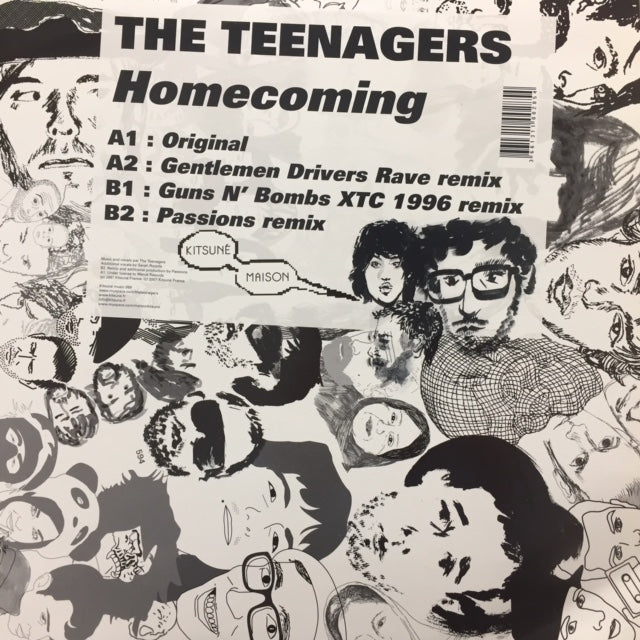 THE TEENAGERS
Homecoming
A1 : Original
A2 : Gentlemen Drivers Rave remix
B1 : Guns N' Bombs XTC 1996 remix
B2 : Passions remix
KITSUNÉ
MAISON